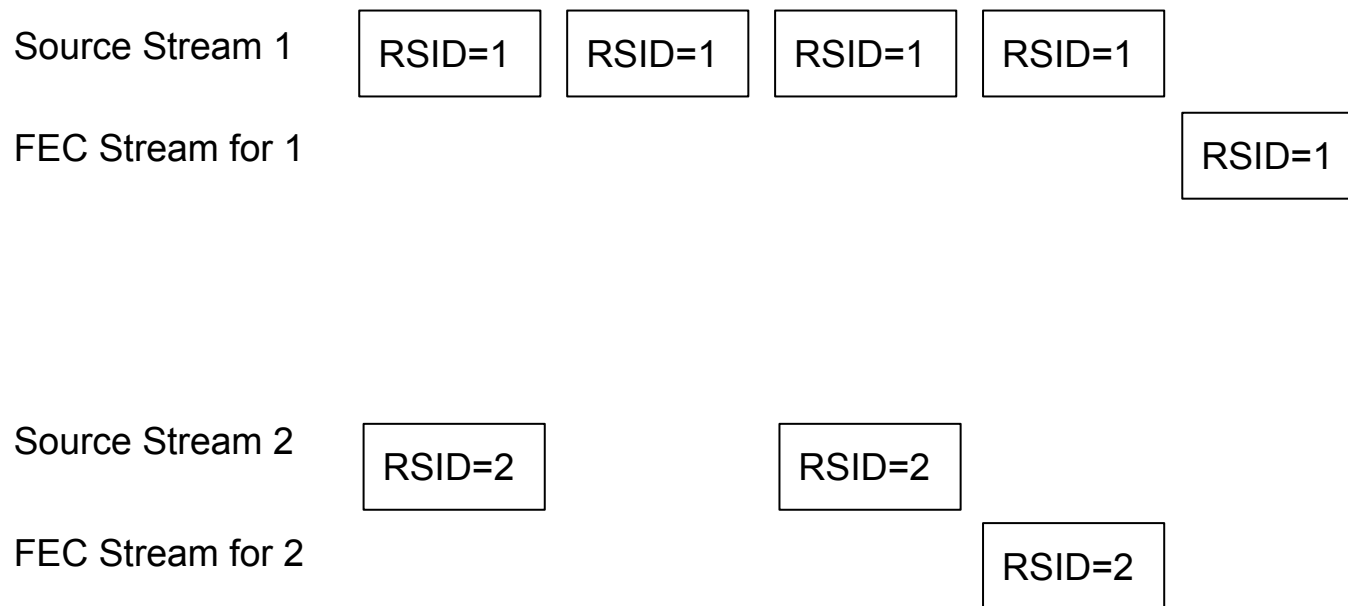 Source Stream 1 RSID=1 RSID=1 RSID=1 RSID=1
FEC Stream for 1 RSID=1
Source Stream 2 RSID=2 RSID=2
FEC Stream for 2 RSID=2